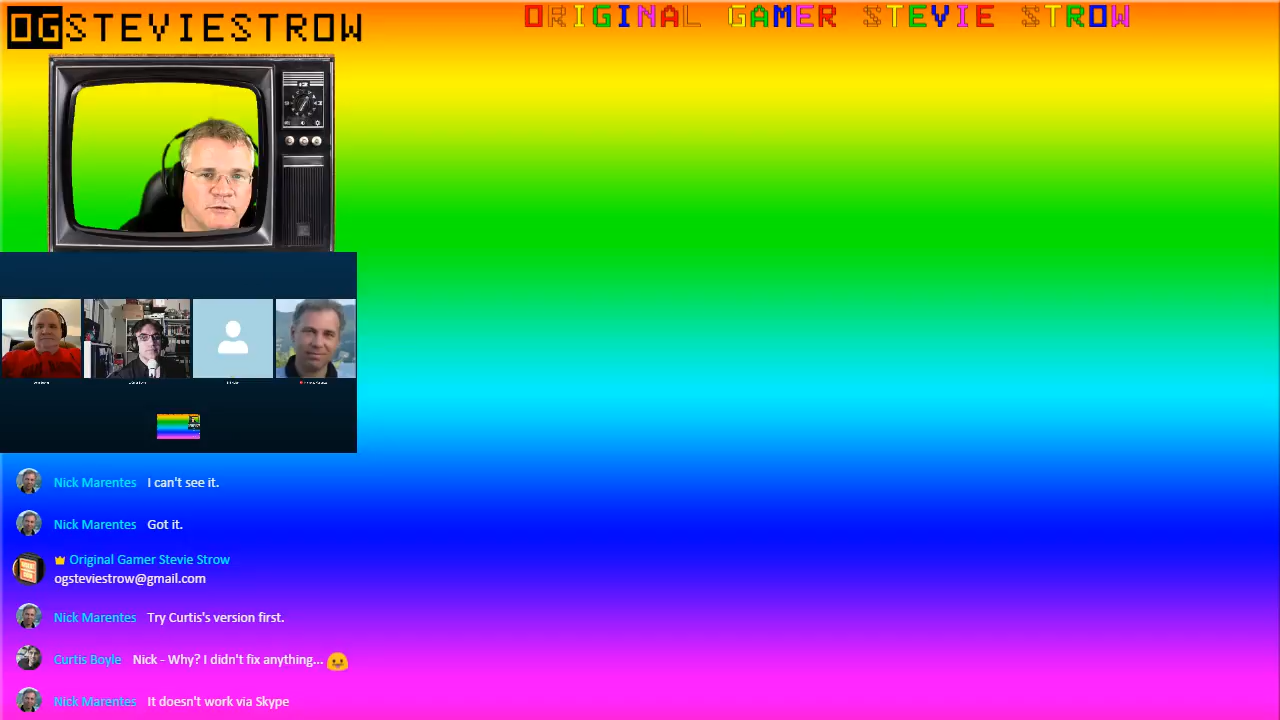 OGSTEVIESTROW
ORIGINAL GAMER STEVIE STROW
Nick Marentes I can't see it.
Nick Marentes Got it.
Original Gamer Stevie Strow
ogsteviestrow@gmail.com
Nick Marentes Try Curtis's version first.
Curtis Boyle Nick - Why? I didn't fix anything...
Nick Marentes It doesn't work via Skype